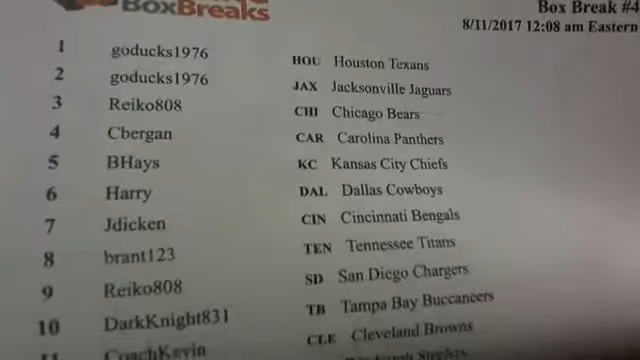 BoxBreaks
Box Break #4
8/11/2017 12:08 am Eastern
1 goducks1976 HOU Houston Texans
2 goducks1976 JAX Jacksonville Jaguars
3 Reiko808 CHI Chicago Bears
4 Cbergan CAR Carolina Panthers
5 BHays KC Kansas City Chiefs
6 Harry DAL Dallas Cowboys
7 Jdicken CIN Cincinnati Bengals
8 brant123 TEN Tennessee Titans
9 Reiko808 SD San Diego Chargers
10 DarkKnight831 TB Tampa Bay Buccaneers
11 CoachKevin CLE Cleveland Browns